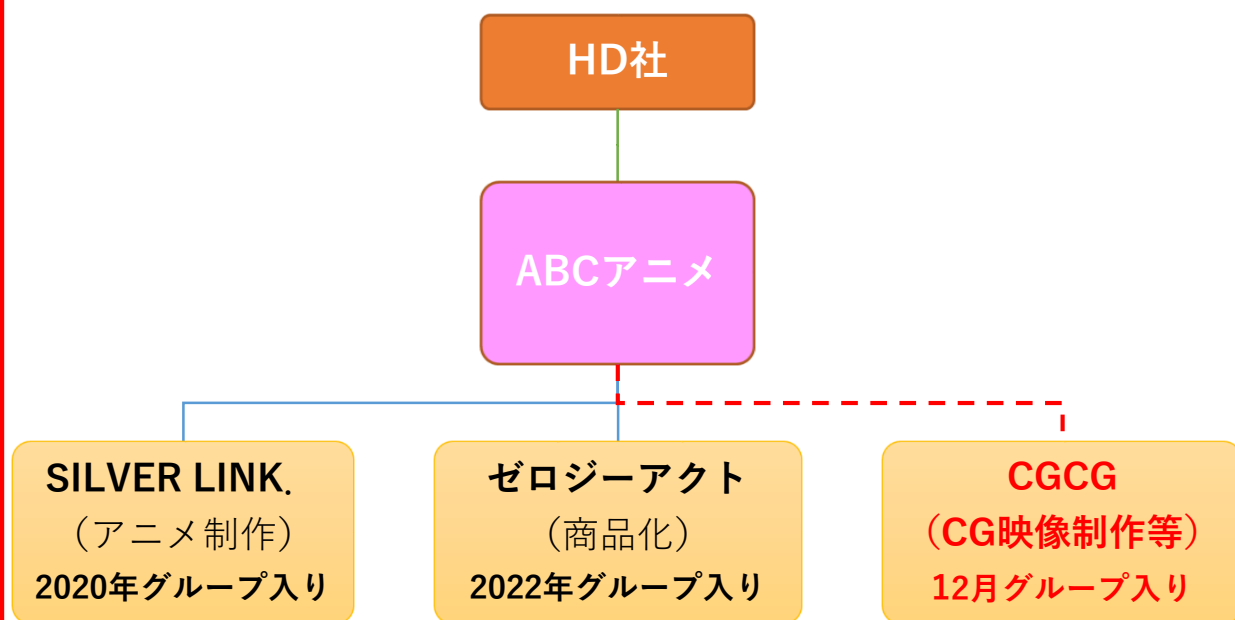 HD社
ABCアニメ
SILVER LINK.
（アニメ制作）
2020年グループ入り
ゼロジーアクト
（商品化）
2022年グループ入り
CGCG
（CG映像制作等）
12月グループ入り